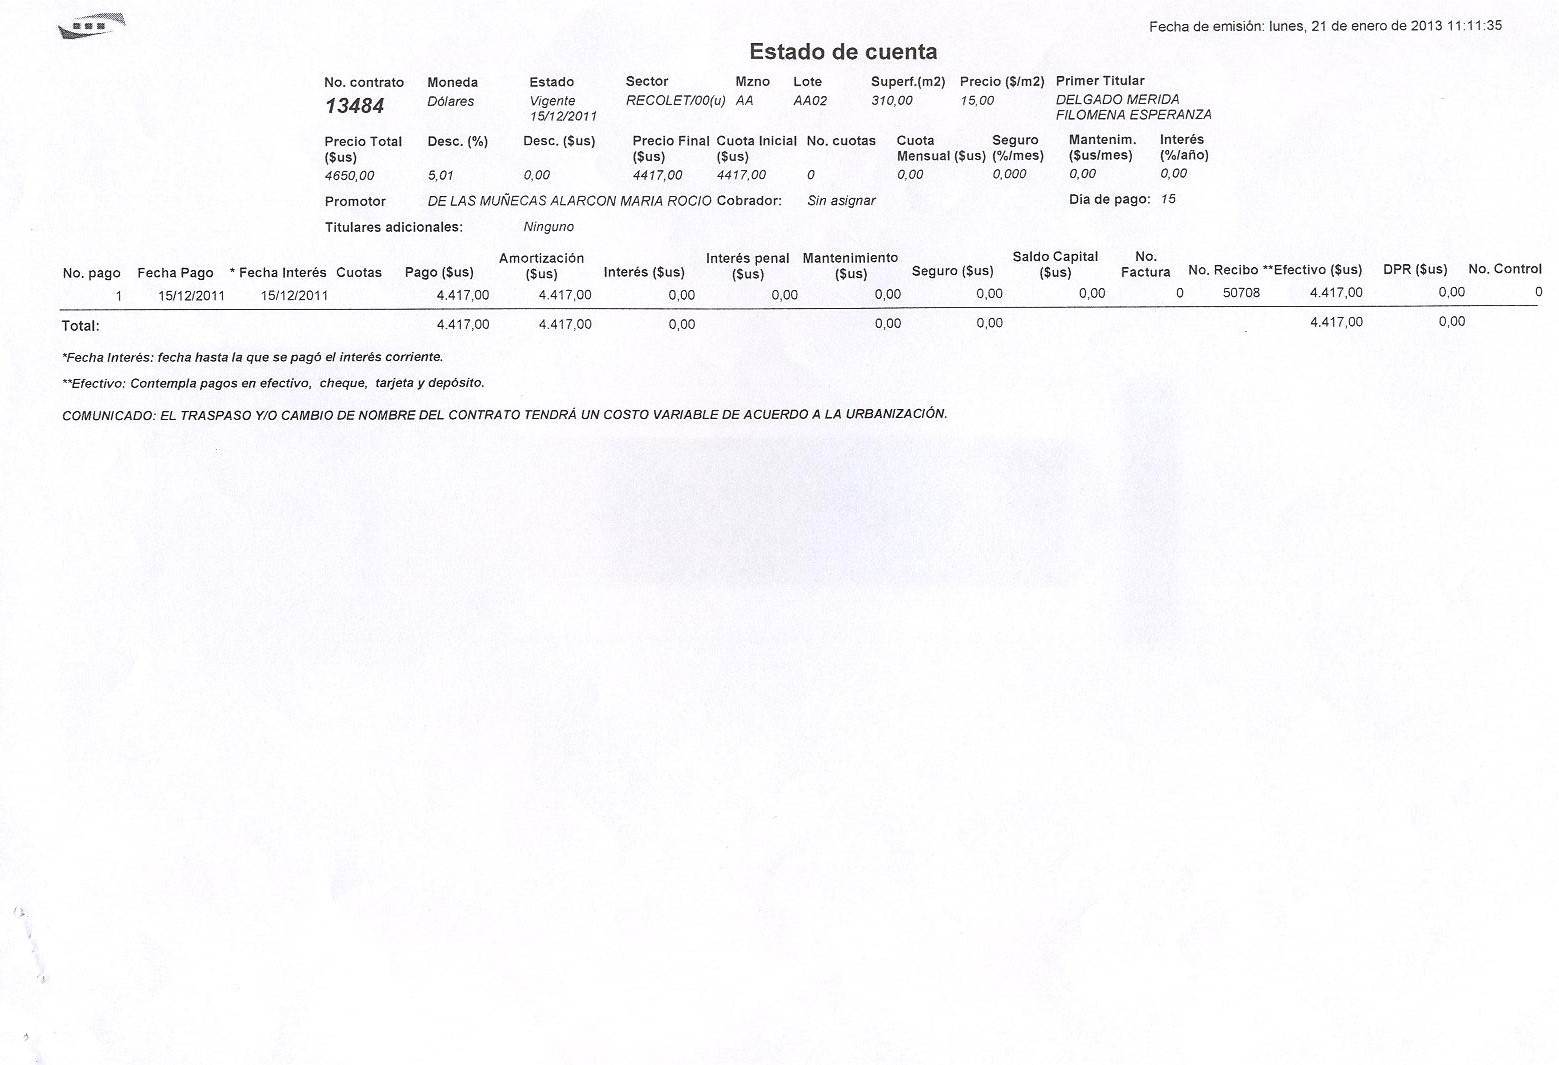 Fecha de emisión: lunes, 21 de enero de 2013 11:11:35
Estado de cuenta
No. contrato Moneda Estado Sector Mzno Lote Superf.(m2) Precio ($/m2) Primer Titular
13484 Dólares Vigente RECOLET/00(u) AA AA02 310,00 15,00 DELGADO MERIDA
15/12/2011 FILOMENA ESPERANZA
Precio Total Desc. (%) Desc. ($us) Precio Final Cuota Inicial No. cuotas Cuota Seguro Mantenim. Interés
($us) ($us) ($us) Mensual ($us) (%/mes) ($us/mes) (%/año)
4650,00 5,01 0,00 4417,00 4417,00 0 0,00 0,000 0,00 0,00
Promotor DE LAS MUÑECAS ALARCON MARIA ROCIO Cobrador: Sin asignar Día de pago: 15
Titulares adicionales: Ninguno
Amortización Interés penal Mantenimiento Saldo Capital No.
No. pago Fecha Pago * Fecha Interés Cuotas Pago ($us) ($us) Interés ($us) ($us) ($us) Seguro ($us) ($us) Factura No. Recibo **Efectivo ($us) DPR ($us) No. Control
1 15/12/2011 15/12/2011 4.417,00 4.417,00 0,00 0,00 0,00 0,00 0,00 0 50708 4.417,00 0,00 0
Total: 4.417,00 4.417,00 0,00 0,00 0,00 4.417,00 0,00
*Fecha Interés: fecha hasta la que se pagó el interés corriente.
**Efectivo: Contempla pagos en efectivo, cheque, tarjeta y depósito.
COMUNICADO: EL TRASPASO Y/O CAMBIO DE NOMBRE DEL CONTRATO TENDRÁ UN COSTO VARIABLE DE ACUERDO A LA URBANIZACIÓN.